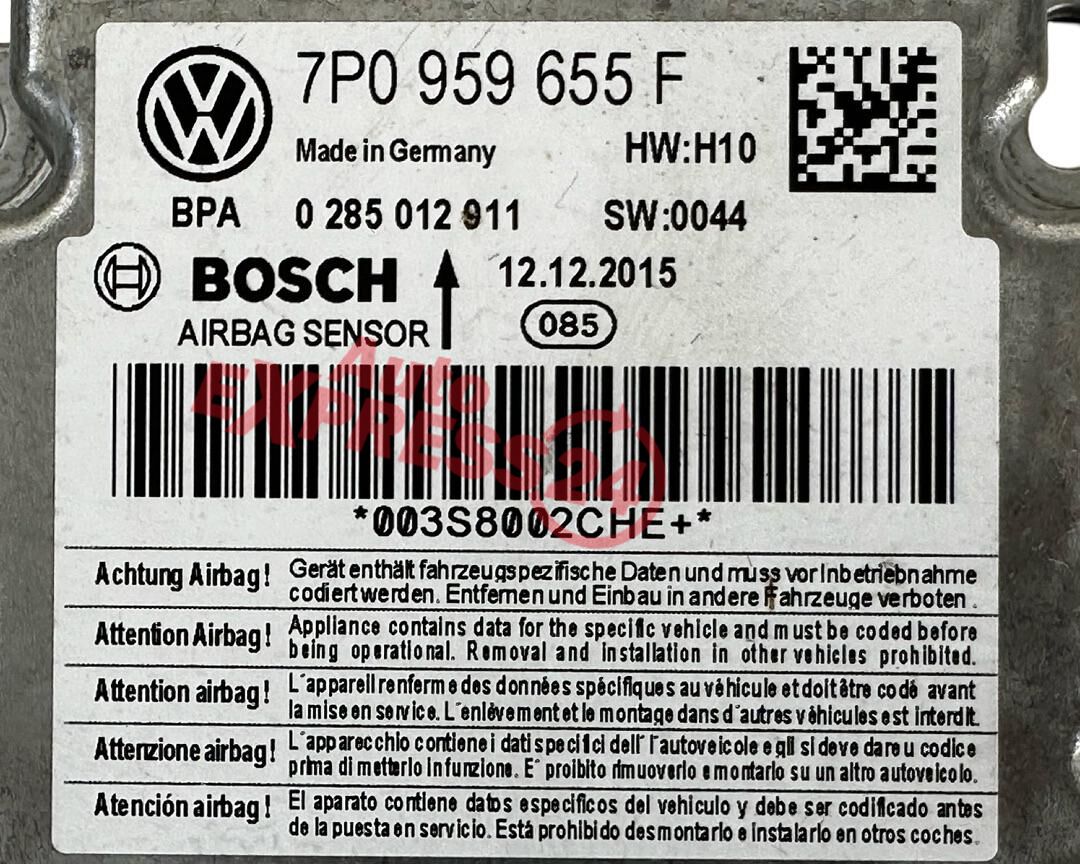 7P0 959 655 F
Made in Germany
HW:H10
BPA 0 285 012 911 SW:0044
BOSCH
12.12.2015
AIRBAG SENSOR
085
Auto
EXPRESS24
*003S8002CHE+*
Achtung Airbag! Gerät enthält fahrzeugspezifische Daten und muss vor Inbetriebnahme
codiert werden. Entfernen und Einbau in andere Fahrzeuge verboten.
Attention Airbag! Appliance contains data for the specific vehicle and must be coded before
being operational. Removal and installation in other vehicles prohibited.
Attention airbag! L'appareil renferme des données spécifiques au véhicule et doit être codé avant
la mise en service. L'enlèvement et le montage dans d'autres véhicules est interdit.
Attenzione airbag! L'apparecchio contiene i dati specifici dell' l'autoveicole e gli si deve dare u codice
prima di metterlo in funzione. E' proibito rimuoverlo e montarlo su un altro autoveicolo.
Atención airbag! El aparato contiene datos especificos del vehiculo y debe ser codificado antes
de la puesta en servicio. Está prohibido desmontarlo e instalarlo en otros coches.